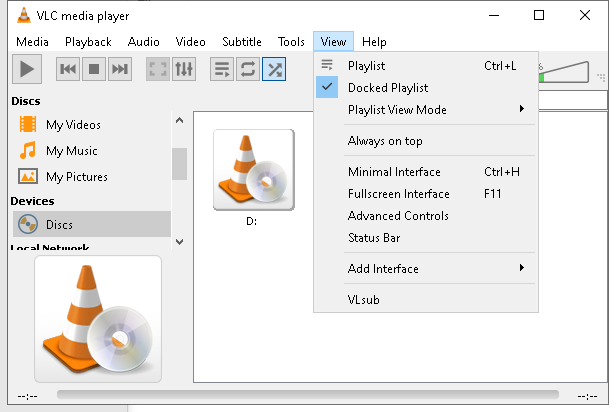 VLC media player
Media Playback Audio Video Subtitle Tools View Help
%
Discs
My Videos
My Music
My Pictures
Devices
Discs
Local Network
D:
Playlist Ctrl+L
Docked Playlist
Playlist View Mode
Always on top
Minimal Interface Ctrl+H
Fullscreen Interface F11
Advanced Controls
Status Bar
Add Interface
VLsub
--:-- --:--